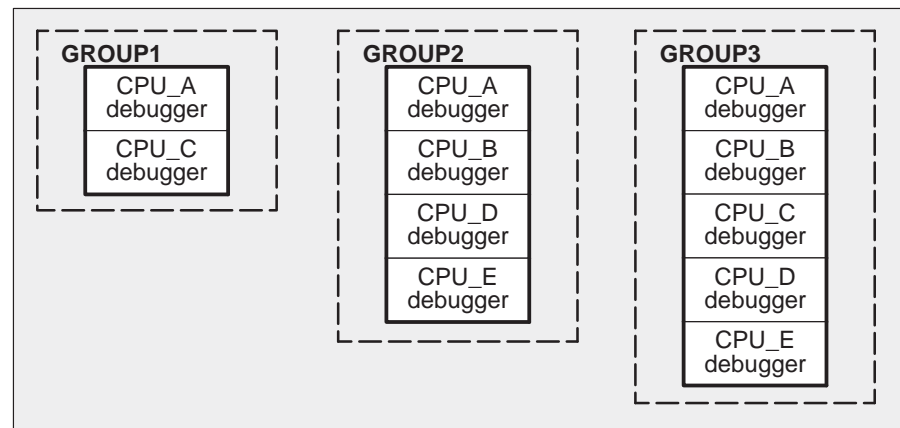 GROUP1
CPU_A
debugger
CPU_C
debugger
GROUP2
CPU_A
debugger
CPU_B
debugger
CPU_D
debugger
CPU_E
debugger
GROUP3
CPU_A
debugger
CPU_B
debugger
CPU_C
debugger
CPU_D
debugger
CPU_E
debugger